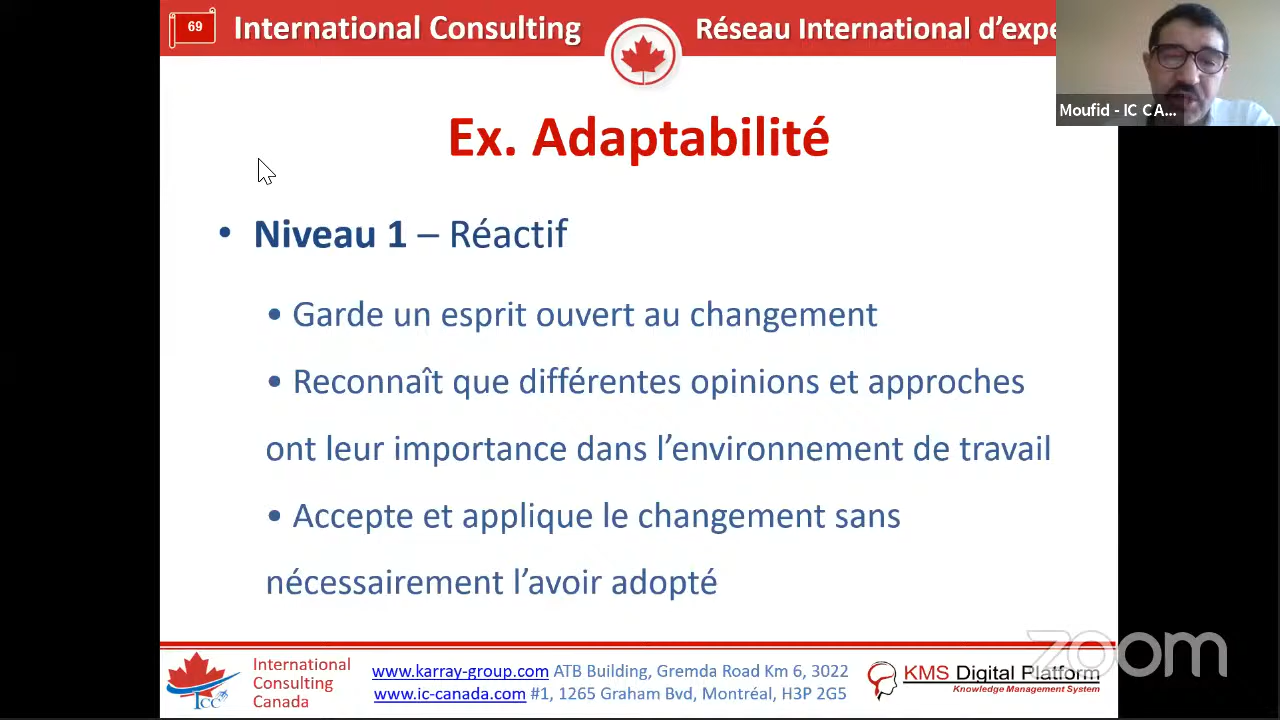 69
International Consulting
Réseau International d'expe
Moufid - IC CA...
Ex. Adaptabilité
• Niveau 1 – Réactif
• Garde un esprit ouvert au changement
• Reconnaît que différentes opinions et approches
ont leur importance dans l'environnement de travail
• Accepte et applique le changement sans
nécessairement l'avoir adopté
International
Consulting
Canada
ICC
www.karray-group.com ATB Building, Gremda Road Km 6, 3022
www.ic-canada.com #1, 1265 Graham Bvd, Montréal, H3P 2G5
KMS Digital Platform
Knowledge Management System
zoom